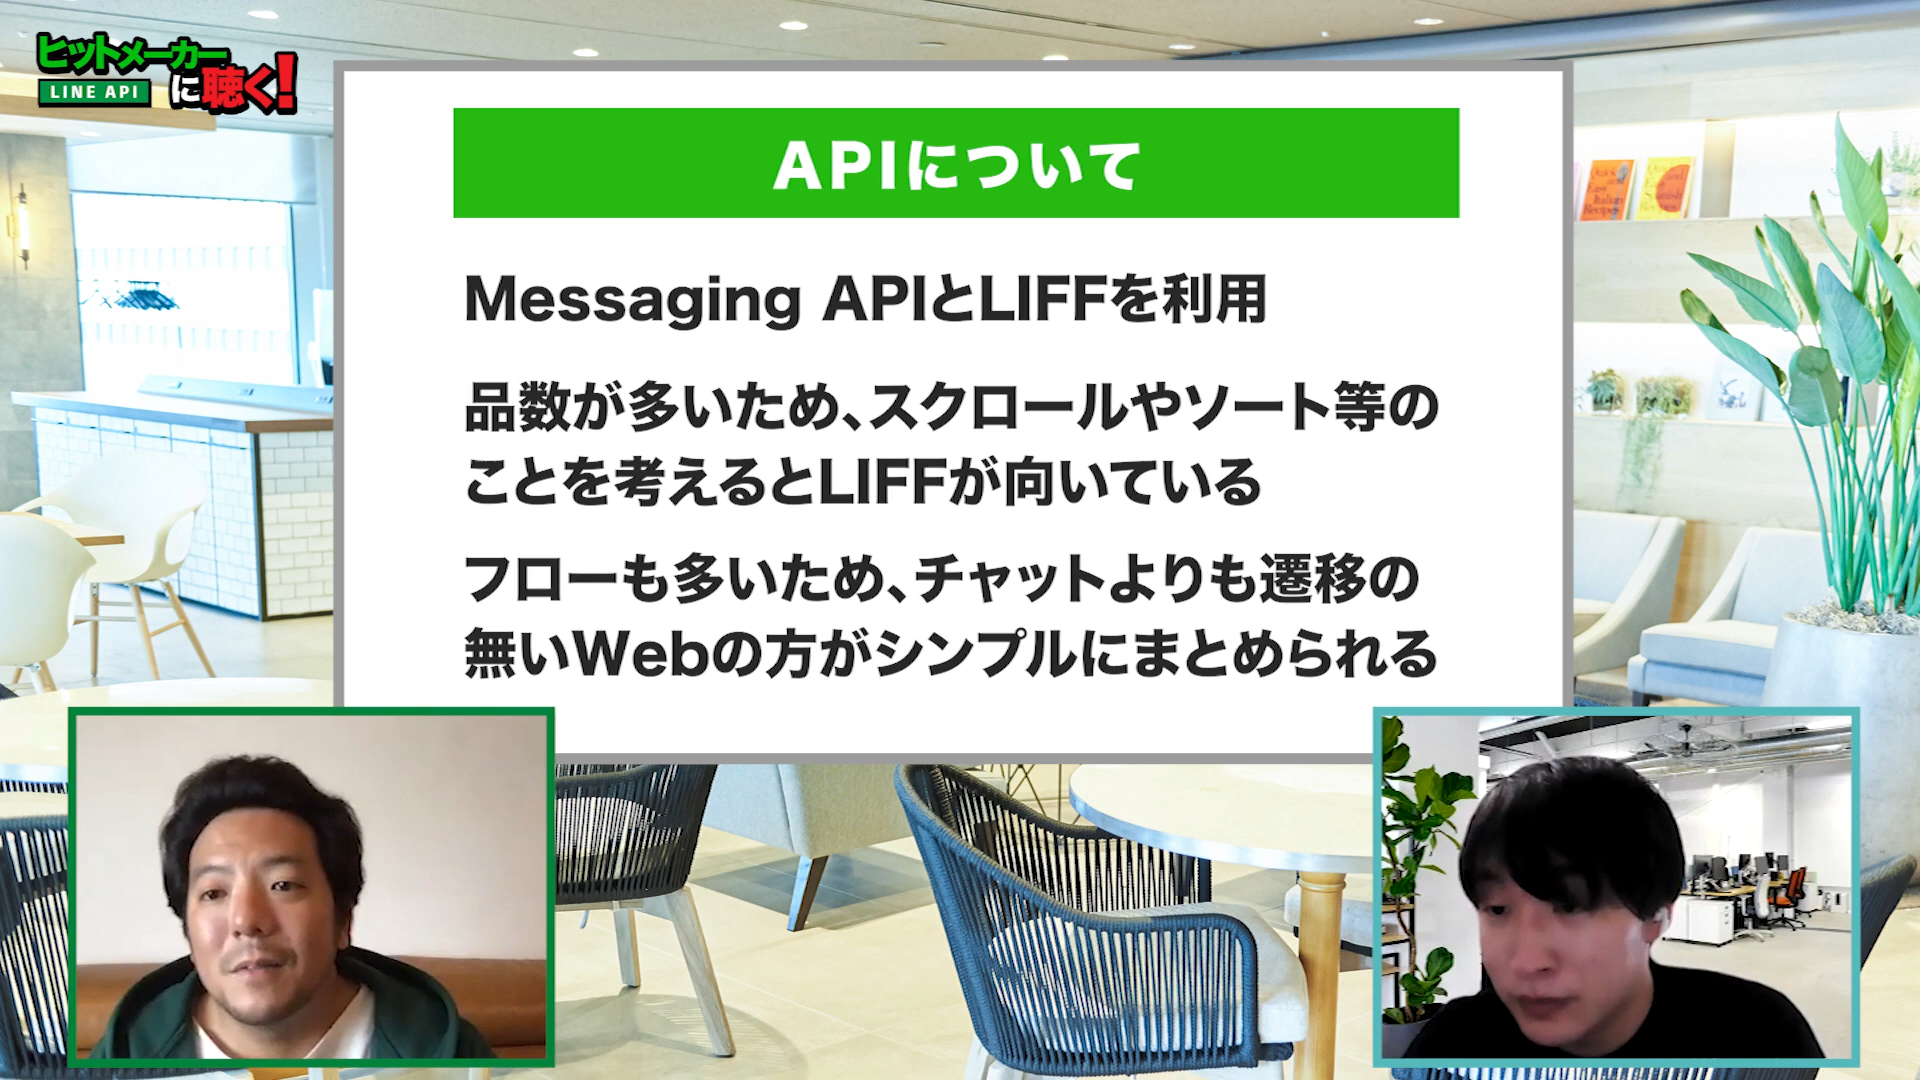 ヒットメーカー
LINE API
に聴く!
APIについて
Messaging APIとLIFFを利用
品数が多いため、スクロールやソート等の
ことを考えるとLIFFが向いている
フローも多いため、チャットよりも遷移の
無いWebの方がシンプルにまとめられる
Quick
and
Easy
Italian
Recipes